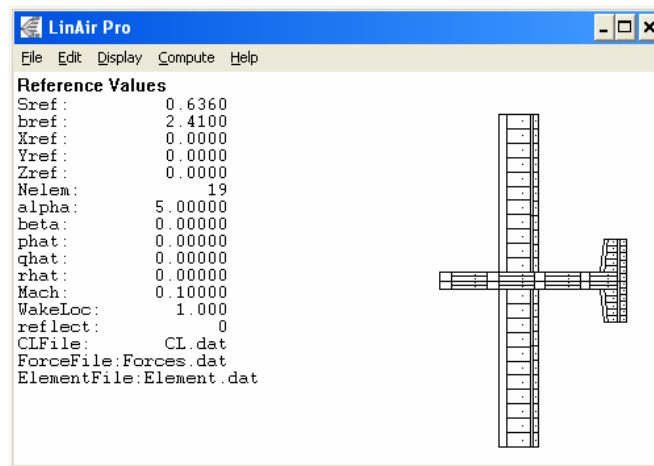 LinAir Pro
File Edit Display Compute Help
Reference Values
Sref: 0.6360
bref: 2.4100
Xref: 0.0000
Yref: 0.0000
Zref: 0.0000
Nelem: 19
alpha: 5.00000
beta: 0.00000
phat: 0.00000
qhat: 0.00000
rhat: 0.00000
Mach: 0.10000
WakeLoc: 1.000
reflect: 0
CLFile: CL.dat
ForceFile:Forces.dat
ElementFile:Element.dat